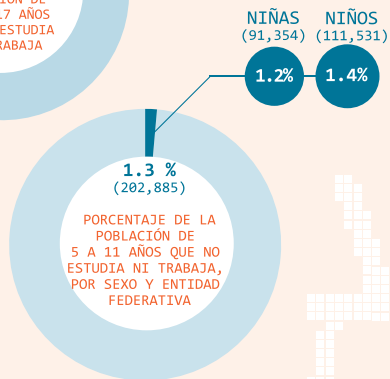 17 AÑOS
ESTUDIA
NIÑAS
(91,354)
1.2%
NIÑOS
(111,531)
1.4%
1.3 %
(202,885)
PORCENTAJE DE LA
POBLACIÓN DE
5 A 11 AÑOS QUE NO
ESTUDIA NI TRABAJA,
POR SEXO Y ENTIDAD
FEDERATIVA